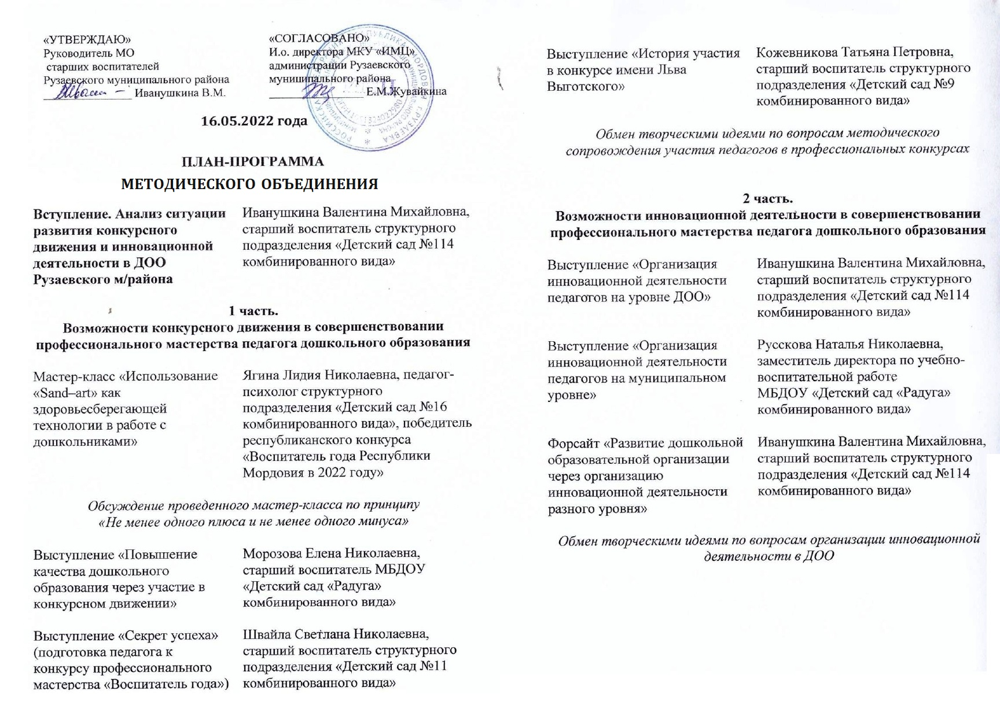 «УТВЕРЖДАЮ»
Руководитель МО
старших воспитателей
Рузаевского муниципального района
Иванушкина В.М.
«СОГЛАСОВАНО»
И.о. директора МКУ «ИМЦ»
администрации Рузаевского
муниципального района
Е.М.Жувайкина
16.05.2022 года
ПЛАН-ПРОГРАММА
МЕТОДИЧЕСКОГО ОБЪЕДИНЕНИЯ
Вступление. Анализ ситуации
развития конкурсного
движения и инновационной
деятельности в ДОО
Рузаевского м/района
Иванушкина Валентина Михайловна,
старший воспитатель структурного
подразделения «Детский сад №114
комбинированного вида»
1 часть.
Возможности конкурсного движения в совершенствовании
профессионального мастерства педагога дошкольного образования
Мастер-класс «Использование
«Sand–art» как
здоровьесберегающей
технологии в работе с
дошкольниками»
Ягина Лидия Николаевна, педагог-
психолог структурного
подразделения «Детский сад №16
комбинированного вида», победитель
республиканского конкурса
«Воспитатель года Республики
Мордовия в 2022 году»
Обсуждение проведенного мастер-класса по принципу
«Не менее одного плюса и не менее одного минуса»
Выступление «Повышение
качества дошкольного
образования через участие в
конкурсном движении»
Морозова Елена Николаевна,
старший воспитатель МБДОУ
«Детский сад «Радуга»
комбинированного вида»
Выступление «Секрет успеха»
(подготовка педагога к
конкурсу профессионального
мастерства «Воспитатель года»)
Швайла Светлана Николаевна,
старший воспитатель структурного
подразделения «Детский сад №11
комбинированного вида»
Выступление «История участия
в конкурсе имени Льва
Выготского»
Кожевникова Татьяна Петровна,
старший воспитатель структурного
подразделения «Детский сад №9
комбинированного вида»
Обмен творческими идеями по вопросам методического
сопровождения участия педагогов в профессиональных конкурсах
2 часть.
Возможности инновационной деятельности в совершенствовании
профессионального мастерства педагога дошкольного образования
Выступление «Организация
инновационной деятельности
педагогов на уровне ДОО»
Иванушкина Валентина Михайловна,
старший воспитатель структурного
подразделения «Детский сад №114
комбинированного вида»
Выступление «Организация
инновационной деятельности
педагогов на муниципальном
уровне»
Русскова Наталья Николаевна,
заместитель директора по учебно-
воспитательной работе
МБДОУ «Детский сад «Радуга»
комбинированного вида»
Форсайт «Развитие дошкольной
образовательной организации
через организацию
инновационной деятельности
разного уровня»
Иванушкина Валентина Михайловна,
старший воспитатель структурного
подразделения «Детский сад №114
комбинированного вида»
Обмен творческими идеями по вопросам организации инновационной
деятельности в ДОО